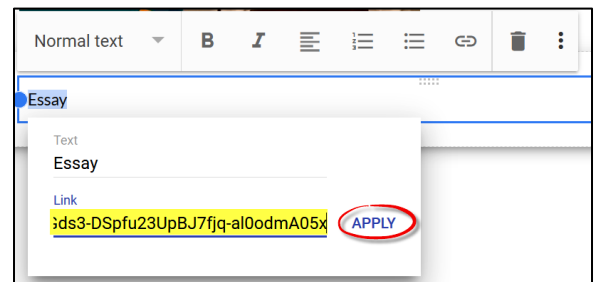 Normal text B I
Essay
Text
Essay
Link
ds3-DSpfu23UpBJ7fjq-al0odmA05x APPLY